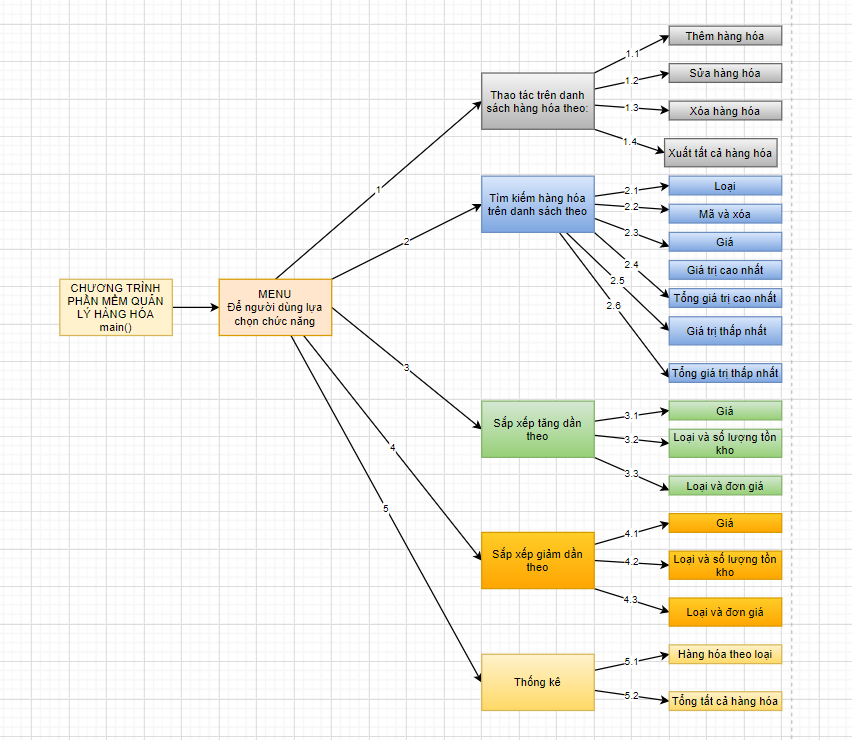 CHƯƠNG TRÌNH
PHẦN MỀM QUẢN
LÝ HÀNG HÓA
main()
MENU
Để người dùng lựa
chọn chức năng
1
2
3
4
5
Thao tác trên danh
sách hàng hóa theo:
1.1
1.2
1.3
1.4
Thêm hàng hóa
Sửa hàng hóa
Xóa hàng hóa
Xuất tất cả hàng hóa
Tìm kiếm hàng hóa
trên danh sách theo
2.1
2.2
2.3
2.4
2.5
2.6
Loại
Mã và xóa
Giá
Giá trị cao nhất
Tổng giá trị cao nhất
Giá trị thấp nhất
Tổng giá trị thấp nhất
Sắp xếp tăng dần
theo
3.1
3.2
3.3
Giá
Loại và số lượng tồn
kho
Loại và đơn giá
Sắp xếp giảm dần
theo
4.1
4.2
4.3
Giá
Loại và số lượng tồn
kho
Loại và đơn giá
Thống kê
5.1
5.2
Hàng hóa theo loại
Tổng tất cả hàng hóa